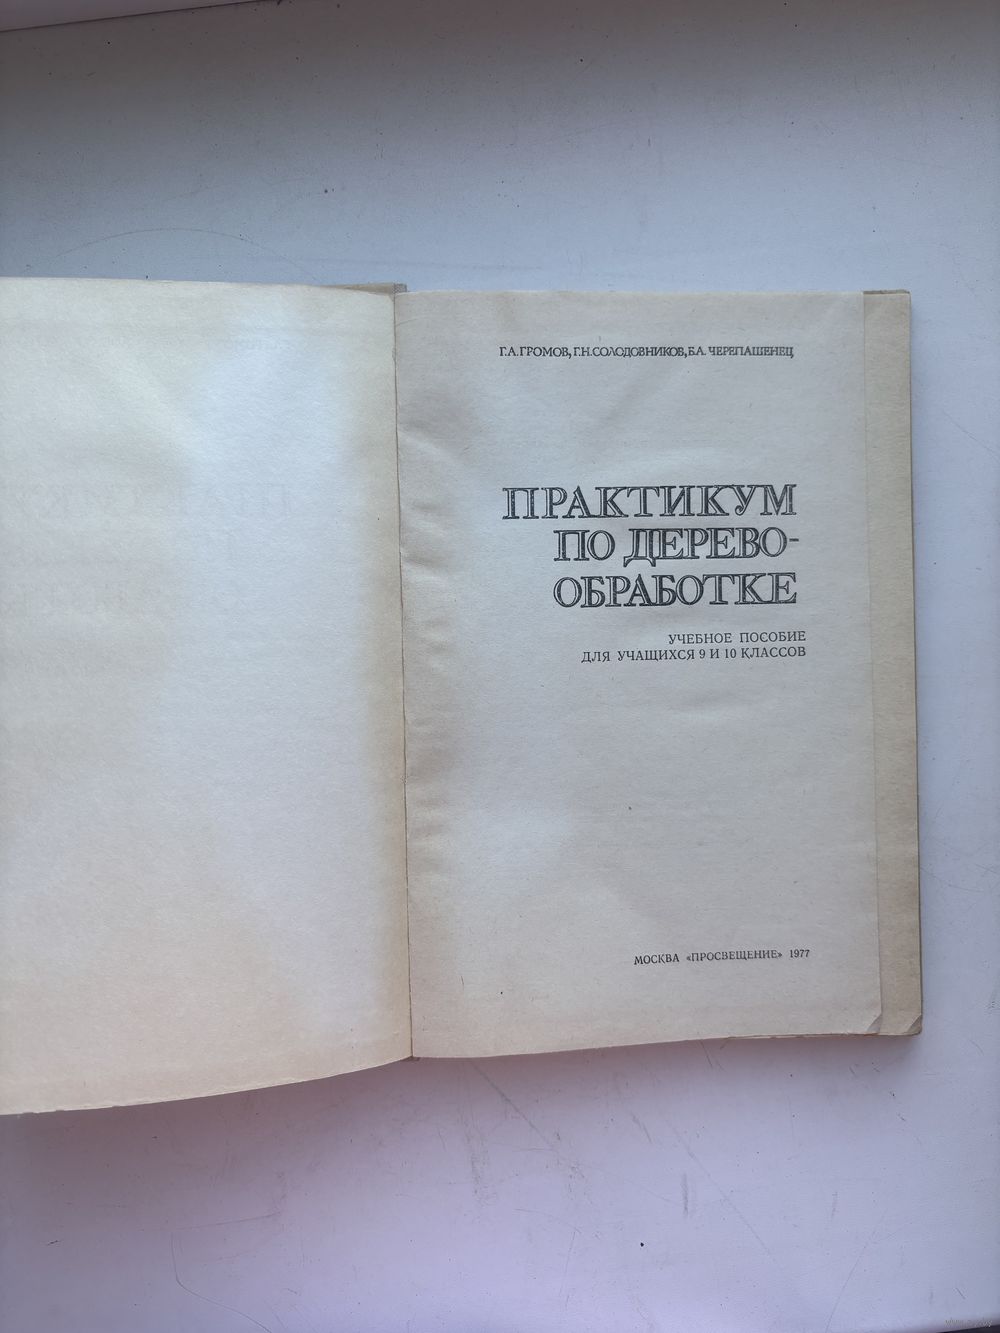 Г.А.ГРОМОВ, Г.Н.СОЛОДОВНИКОВ, Б.А. ЧЕРЕПАШЕНЕЦ
ПРАКТИКУМ
ПО ДЕРЕВО-
ОБРАБОТКЕ
УЧЕБНОЕ ПОСОБИЕ
ДЛЯ УЧАЩИХСЯ 9 И 10 КЛАССОВ
МОСКВА «ПРОСВЕЩЕНИЕ» 1977